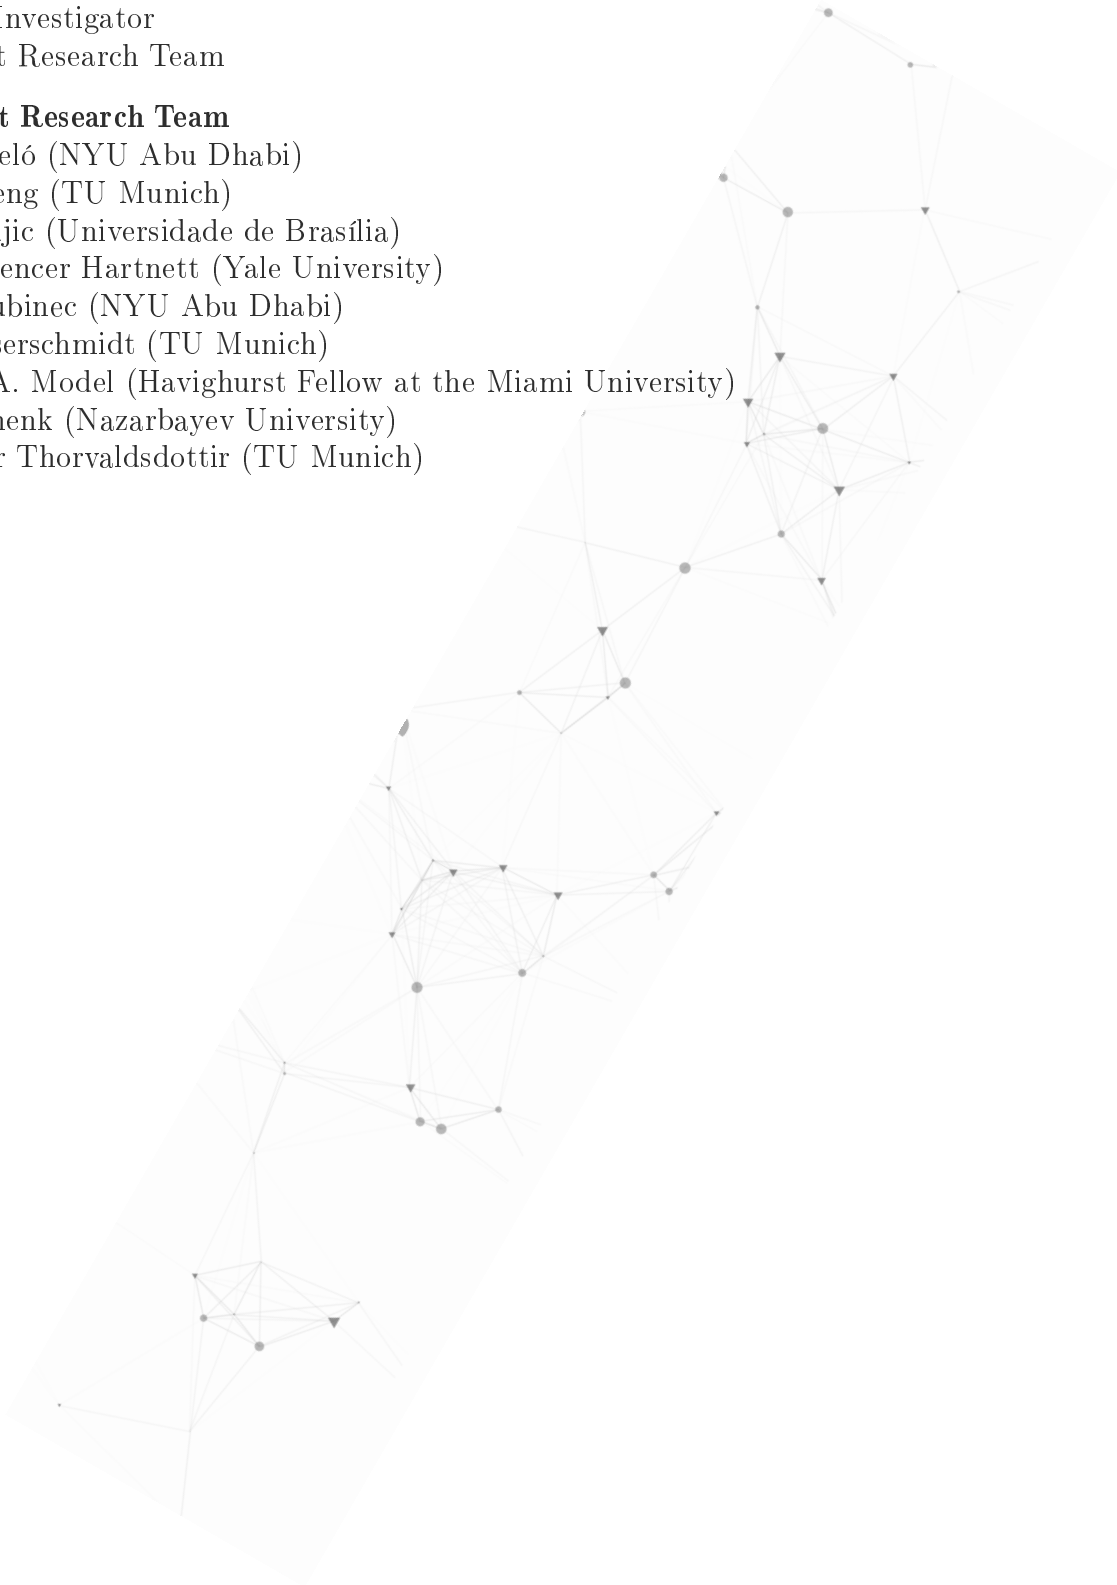 Investigator
t Research Team
t Research Team
eló (NYU Abu Dhabi)
eng (TU Munich)
jic (Universidade de Brasília)
encer Hartnett (Yale University)
ubinec (NYU Abu Dhabi)
serschmidt (TU Munich)
A. Model (Havighurst Fellow at the Miami University)
henk (Nazarbayev University)
r Thorvaldsdottir (TU Munich)